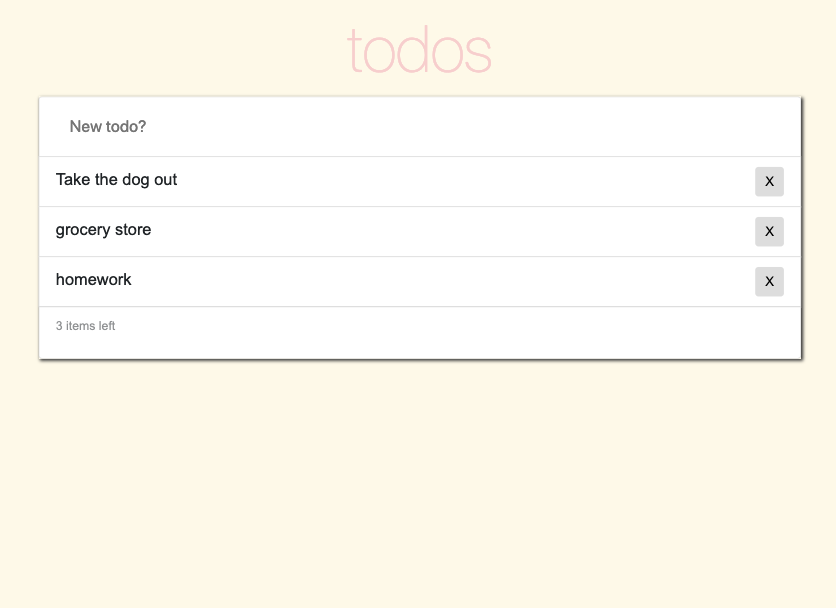 todos
New todo?
Take the dog out
X
grocery store
X
homework
X
3 items left